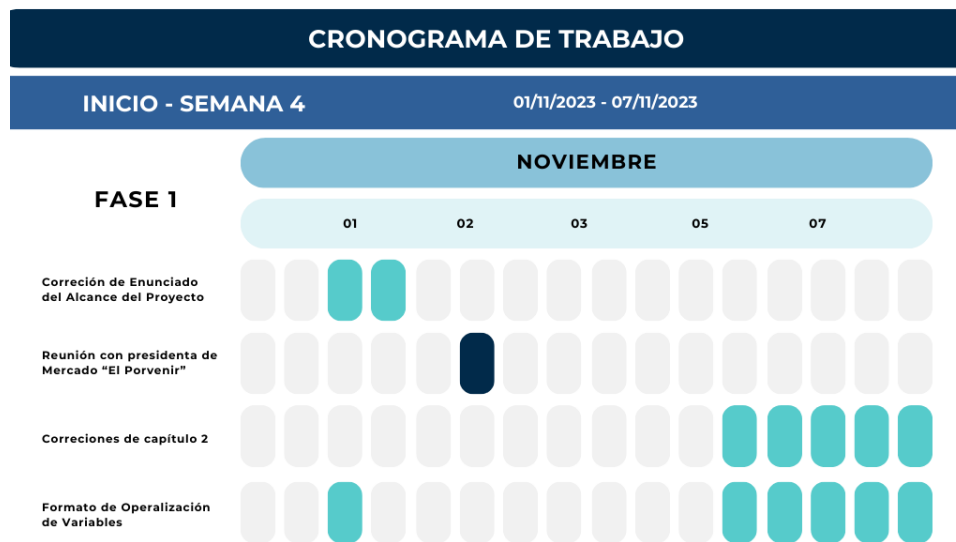 CRONOGRAMA DE TRABAJO
INICIO - SEMANA 4
01/11/2023 - 07/11/2023
NOVIEMBRE
FASE 1
01 02 03 05 07
Correción de Enunciado
del Alcance del Proyecto
Reunión con presidenta de
Mercado “El Porvenir”
Correciones de capítulo 2
Formato de Operalización
de Variables